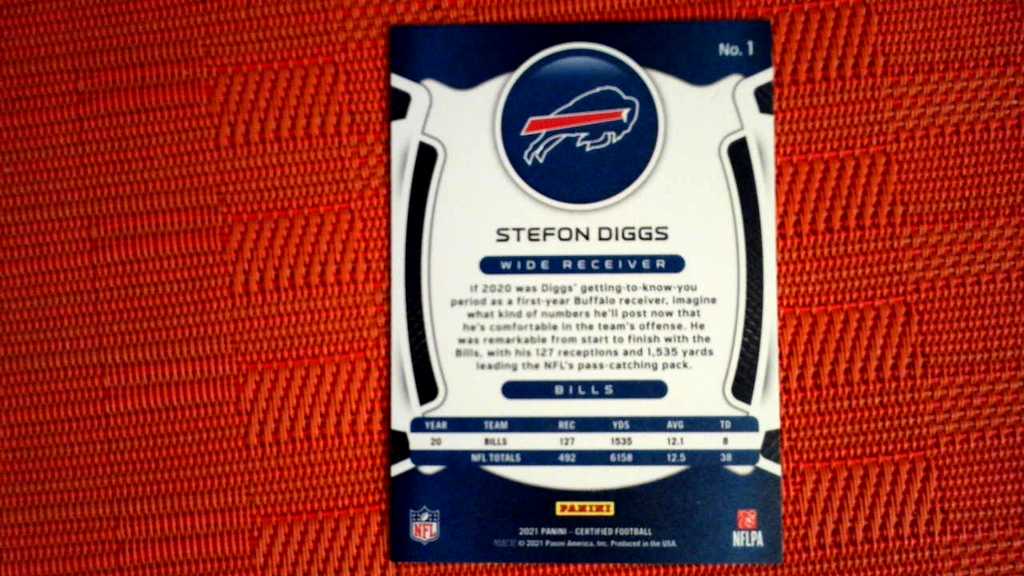 No. 1
STEFON DIGGS
WIDE RECEIVER
If 2020 was Diggs' getting-to-know-you
period as a first-year Buffalo receiver, imagine
what kind of numbers he'll post now that
he's comfortable in the team's offense. He
was remarkable from start to finish with the
Bills, with his 127 receptions and 1,535 yards
leading the NFL's pass-catching pack.
BILLS
YEAR TEAM REC YDS AVG TD
20 BILLS 127 1535 12.1 8
NFL TOTALS 492 6158 12.5 38
PANINI
2021 PANINI – CERTIFIED FOOTBALL
© 2021 Panini America, Inc. Produced in the USA.
NFL
NFLPA